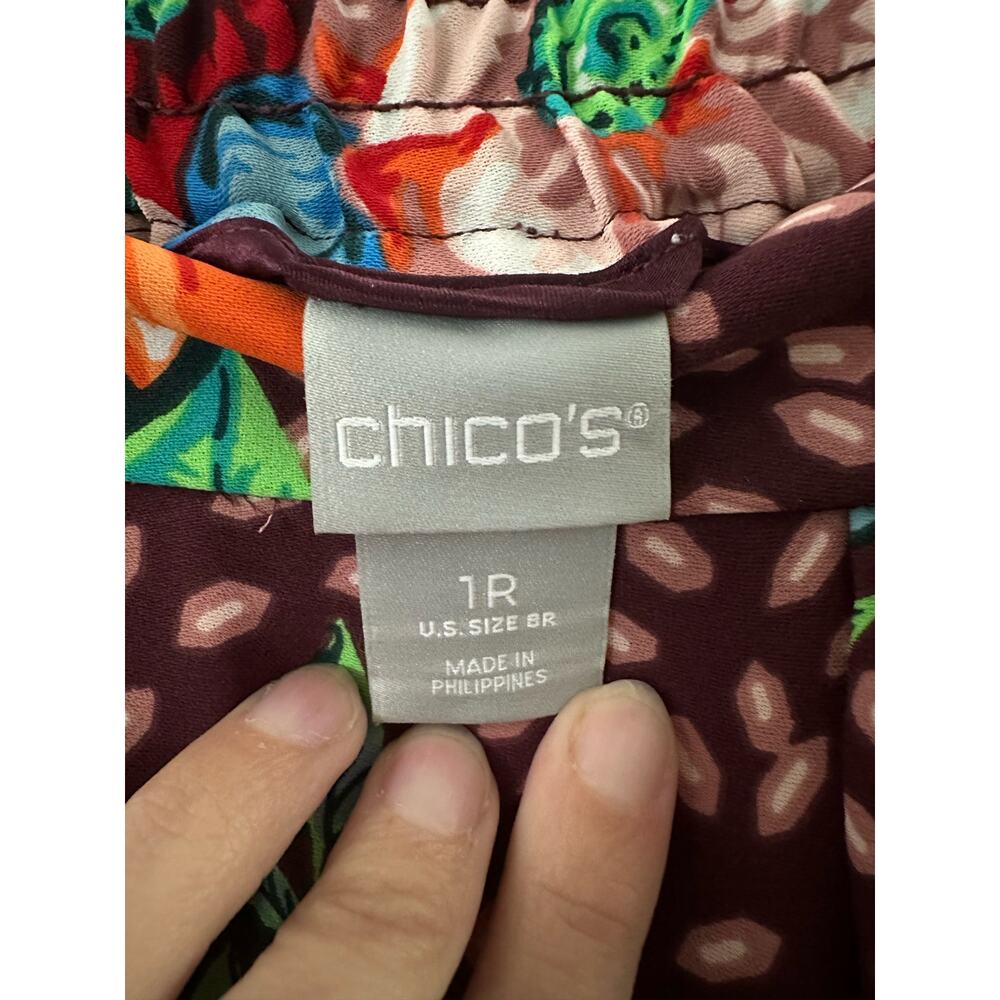 chico's®
1R
U.S. SIZE 8R
MADE IN
PHILIPPINES